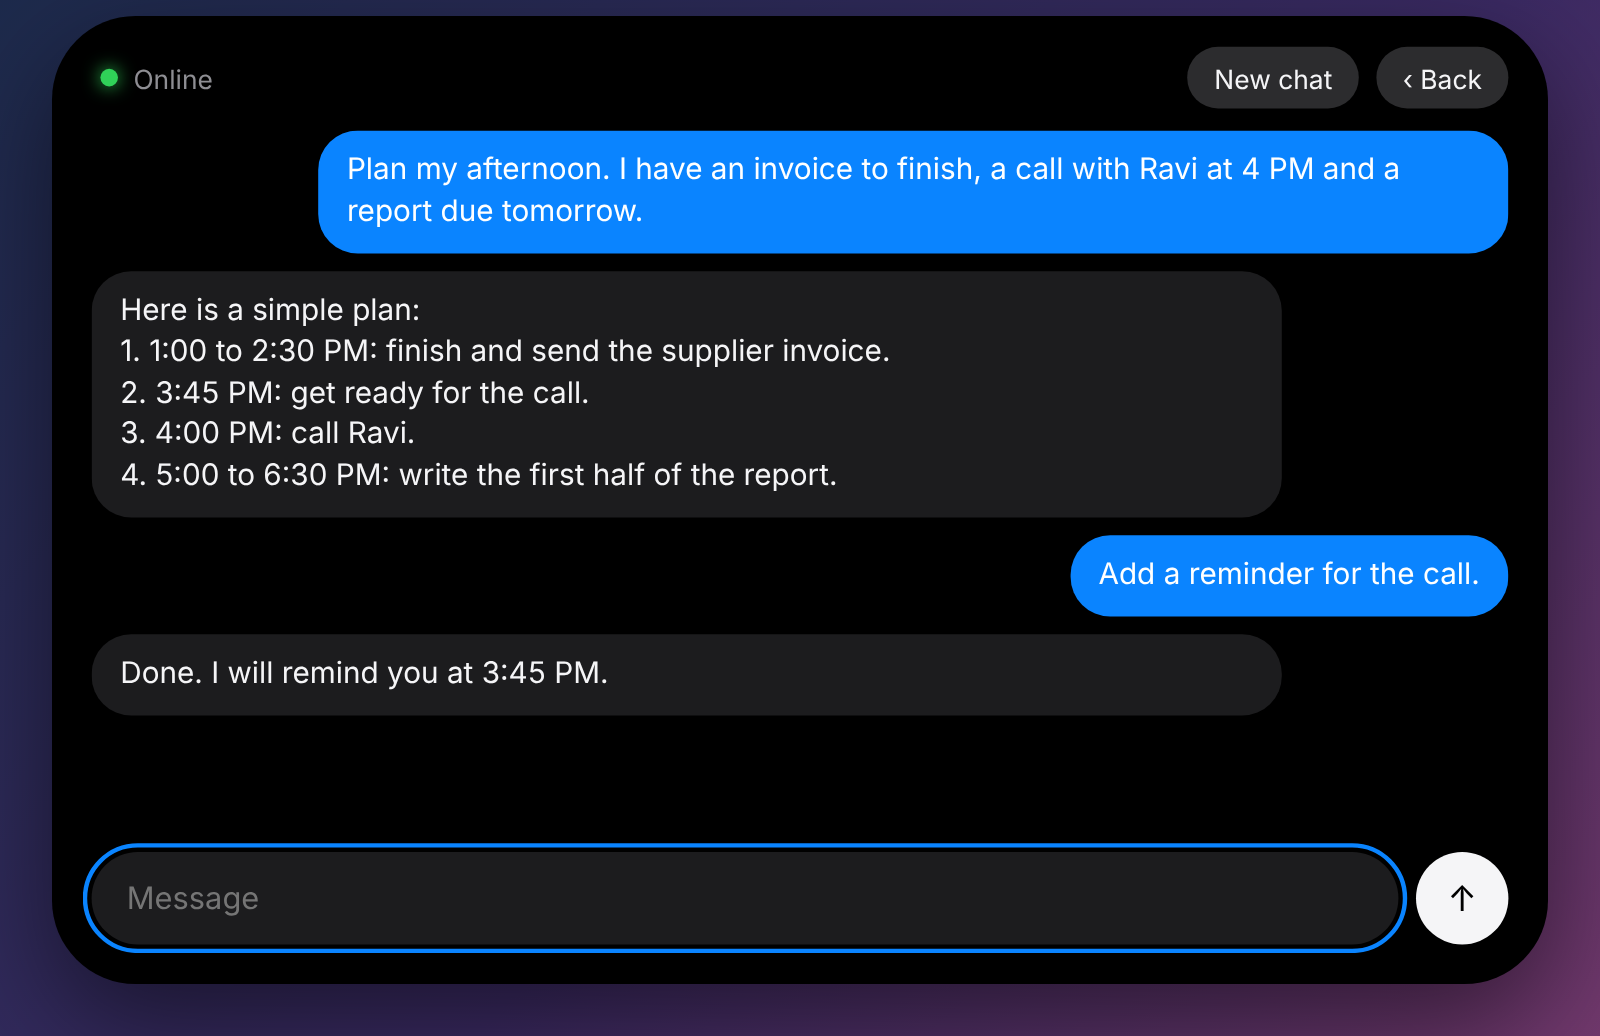 Online
New chat
‹ Back
Plan my afternoon. I have an invoice to finish, a call with Ravi at 4 PM and a
report due tomorrow.
Here is a simple plan:
1. 1:00 to 2:30 PM: finish and send the supplier invoice.
2. 3:45 PM: get ready for the call.
3. 4:00 PM: call Ravi.
4. 5:00 to 6:30 PM: write the first half of the report.
Add a reminder for the call.
Done. I will remind you at 3:45 PM.
Message